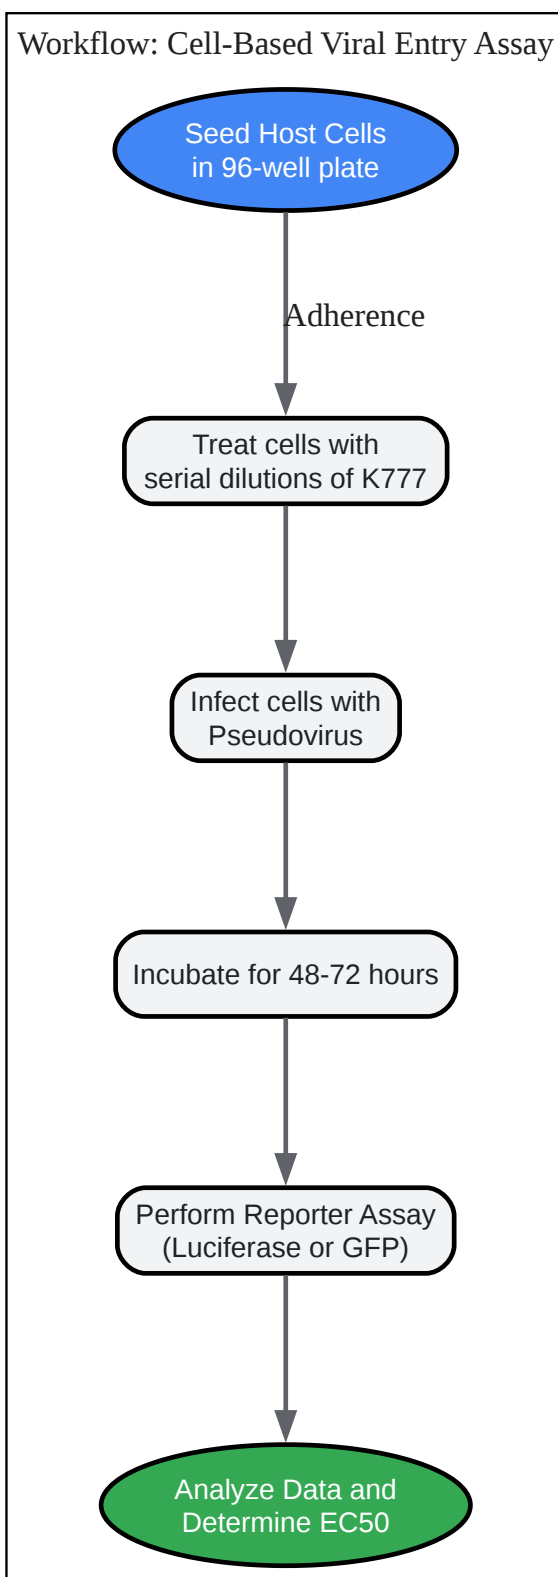 Workflow: Cell-Based Viral Entry Assay
Seed Host Cells
in 96-well plate
Adherence
Treat cells with
serial dilutions of K777
Infect cells with
Pseudovirus
Incubate for 48-72 hours
Perform Reporter Assay
(Luciferase or GFP)
Analyze Data and
Determine EC50